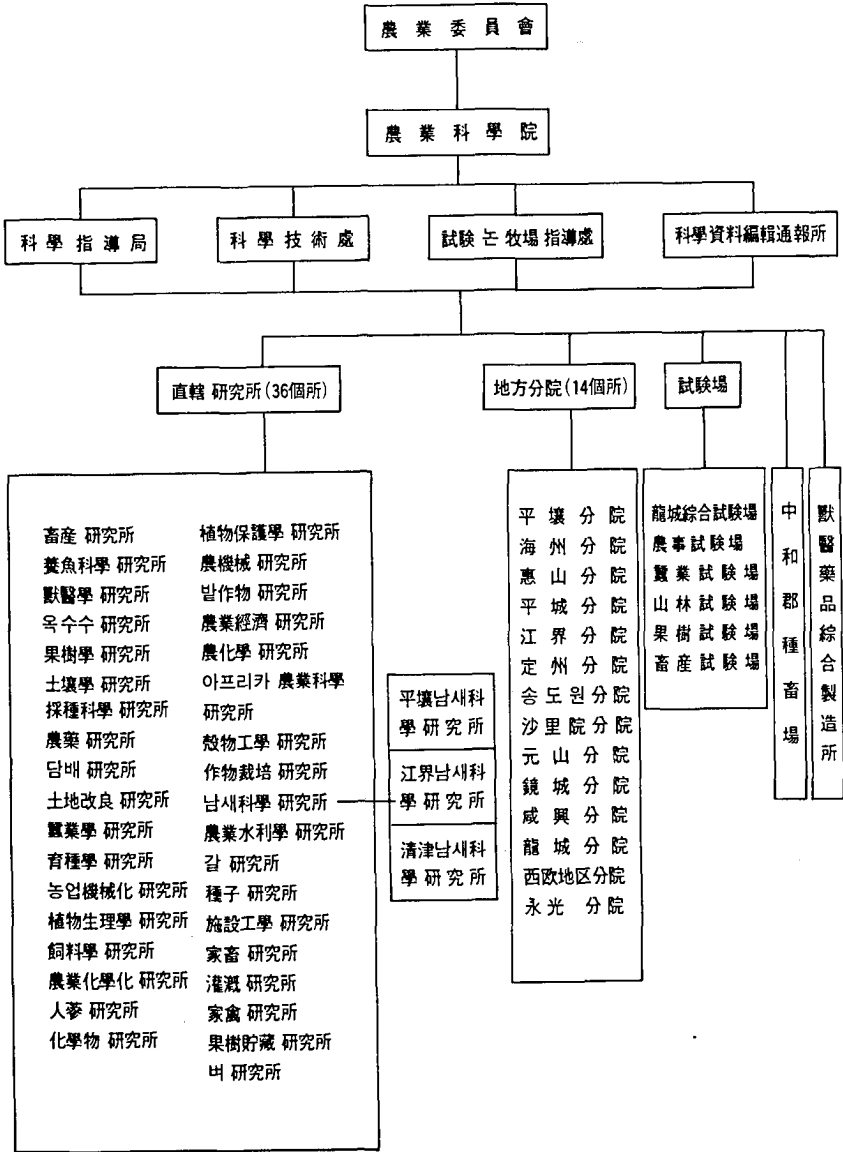 農業委員會
農業科學院
科學指導局
科學技術處
試験논牧場指導處
科學資料編輯通報所
直轄 研究所(36個所)
地方分院(14個所)
試験場
畜産 研究所
養魚科學 研究所
獸醫學 研究所
옥수수 研究所
果樹學 研究所
土壤學 研究所
採種科學 研究所
農藥 研究所
담배 研究所
土地改良 研究所
蠶業學 研究所
育種學 研究所
농업機械化 研究所
植物生理學 研究所
飼料學 研究所
農業化學化 研究所
人蔘 研究所
化學物 研究所
植物保護學 研究所
農機械 研究所
밭作物 研究所
農業經濟 研究所
農化學 研究所
아프리카 農業科學
研究所
殼物工學 研究所
作物栽培 研究所
남새科學 研究所
農業水利學 研究所
갈 研究所
種子 研究所
施設工學 研究所
家畜 研究所
灌漑 研究所
家禽 研究所
果樹貯藏 研究所
벼 研究所
平壤남새科
學研究所
江界남새科
學研究所
清津남새科
學研究所
平壤分院
海州分院
惠山分院
平城分院
江界分院
定州分院
송도원分院
沙里院分院
元山分院
鏡城分院
咸興分院
龍城分院
西欧地区分院
永光 分院
龍城綜合試驗場
農事試驗場
蠶業試驗場
山林試驗場
果樹試驗場
畜産試驗場
中和郡種畜場
獸醫藥品綜合製造所